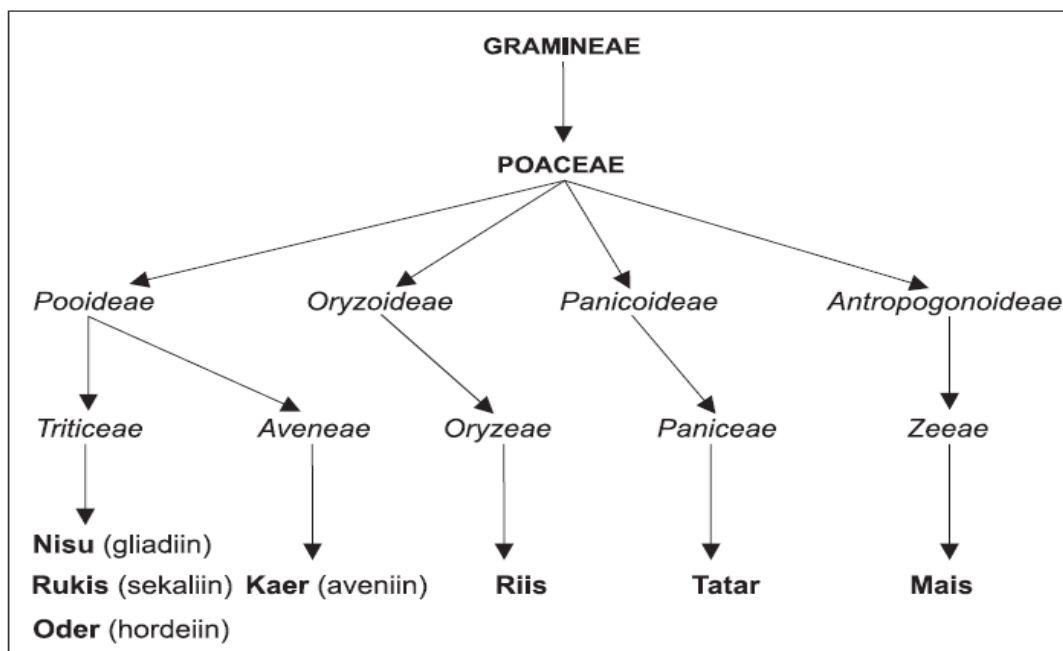 GRAMINEAE
POACEAE
Pooideae Oryzoideae Panicoideae Antropogonoideae
Triticeae Aveneae Oryzeae Paniceae Zeeae
Nisu (gliadiin)
Rukis (sekaliin) Kaer (aveniin) Riis Tatar Mais
Oder (hordeiin)